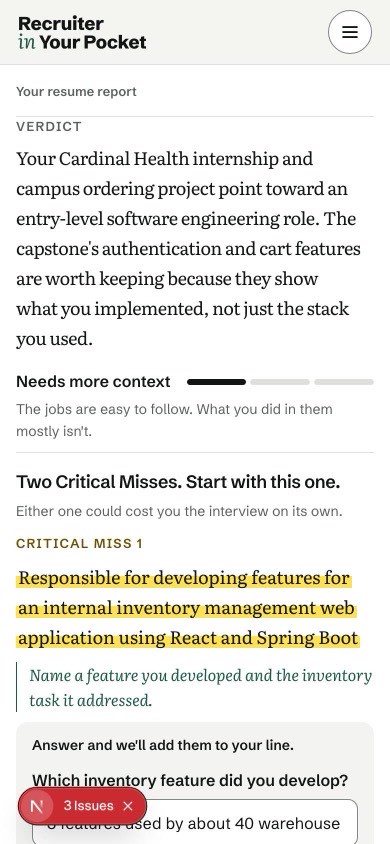 Recruiter
in Your Pocket
Your resume report
VERDICT
Your Cardinal Health internship and
campus ordering project point toward an
entry-level software engineering role. The
capstone's authentication and cart features
are worth keeping because they show
what you implemented, not just the stack
you used.
Needs more context
The jobs are easy to follow. What you did in them
mostly isn't.
Two Critical Misses. Start with this one.
Either one could cost you the interview on its own.
CRITICAL MISS 1
Responsible for developing features for
an internal inventory management web
application using React and Spring Boot
Name a feature you developed and the inventory
task it addressed.
Answer and we'll add them to your line.
Which inventory feature did you develop?
N
3 Issues
features used by about 40 warehouse